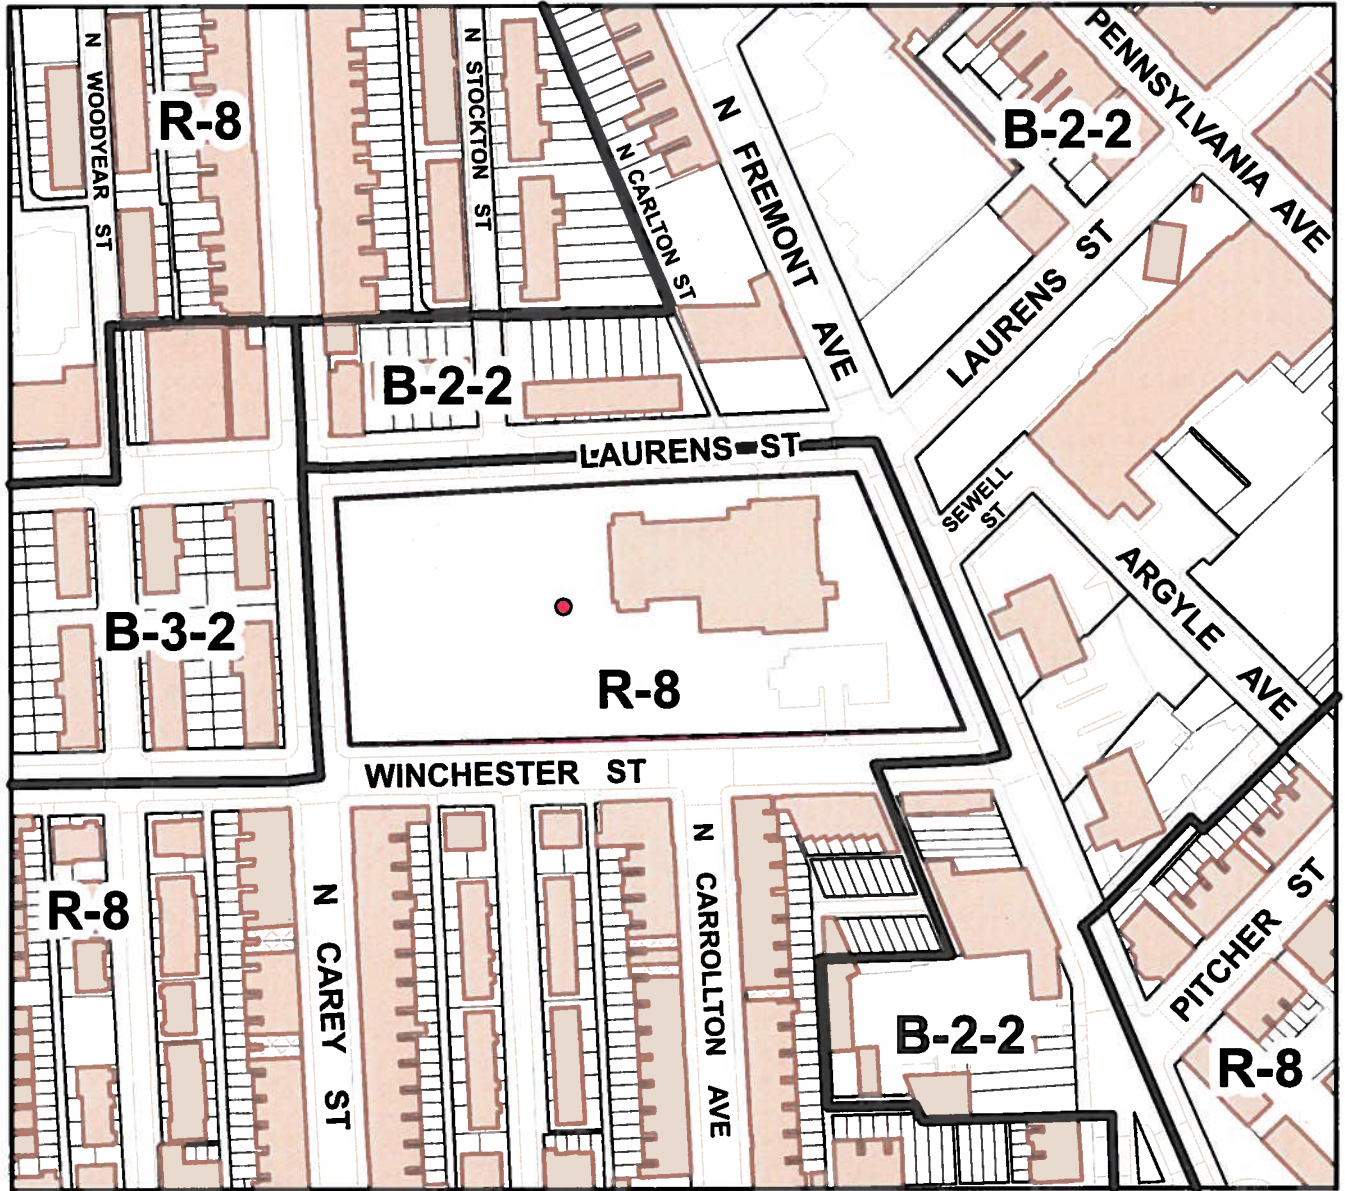 N WOODYEAR ST
R-8
N STOCKTON ST
N CARLTON ST
N FREMONT AVE
B-2-2
PENNSYLVANIA AVE
LAURENS ST
B-2-2
LAURENS ST
SEWELL
ST
ARGYLE AVE
B-3-2
R-8
WINCHESTER ST
R-8
N CAREY ST
N CARROLLTON AVE
B-2-2
PITCHER ST
R-8